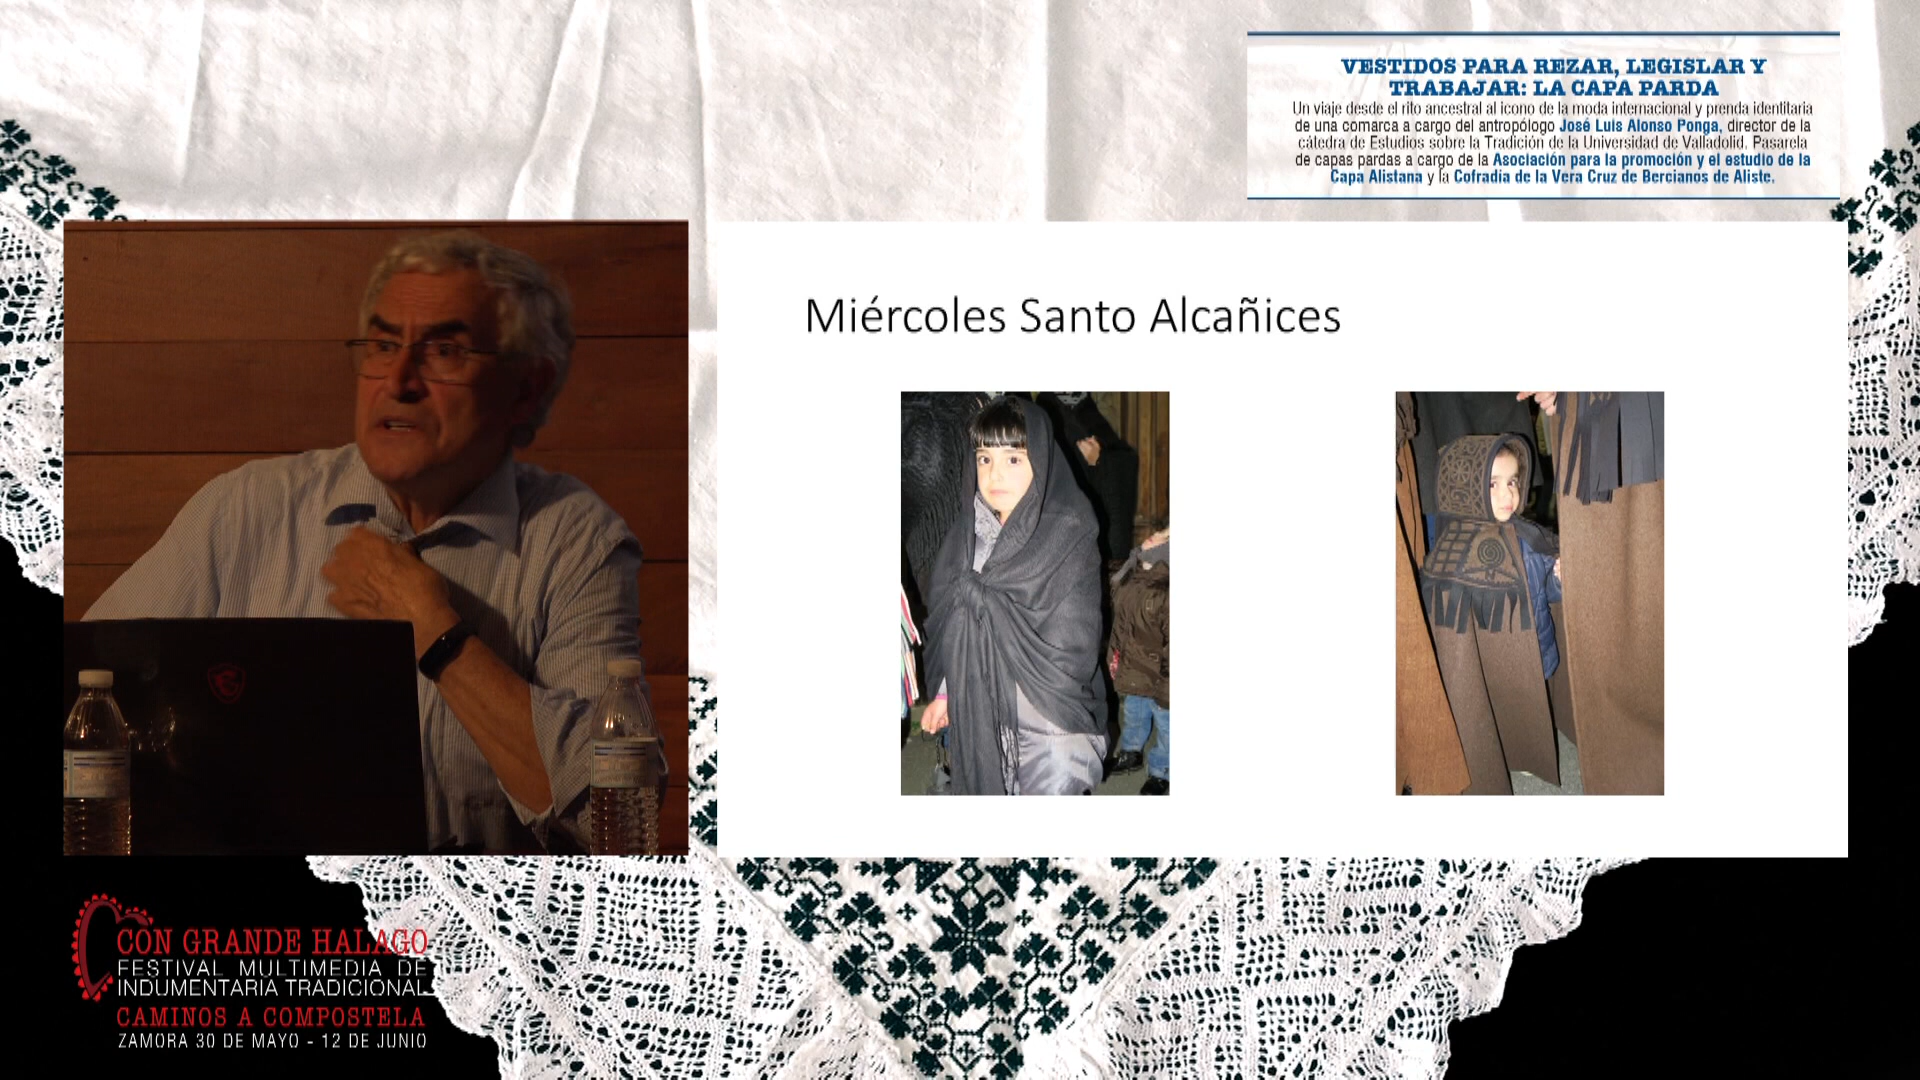 VESTIDOS PARA REZAR, LEGISLAR Y
TRABAJAR: LA CAPA PARDA
Un viaje desde el rito ancestral al icono de la moda internacional y prenda identitaria
de una comarca a cargo del antropólogo José Luis Alonso Ponga, director de la
cátedra de Estudios sobre la Tradición de la Universidad de Valladolid. Pasarela
de capas pardas a cargo de la Asociación para la promoción y el estudio de la
Capa Alistana y la Cofradía de la Vera Cruz de Bercianos de Aliste.
Miércoles Santo Alcañices
CON GRANDE HALAGO
FESTIVAL MULTIMEDIA DE
INDUMENTARIA TRADICIONAL
CAMINOS A COMPOSTELA
ZAMORA 30 DE MAYO - 12 DE JUNIO